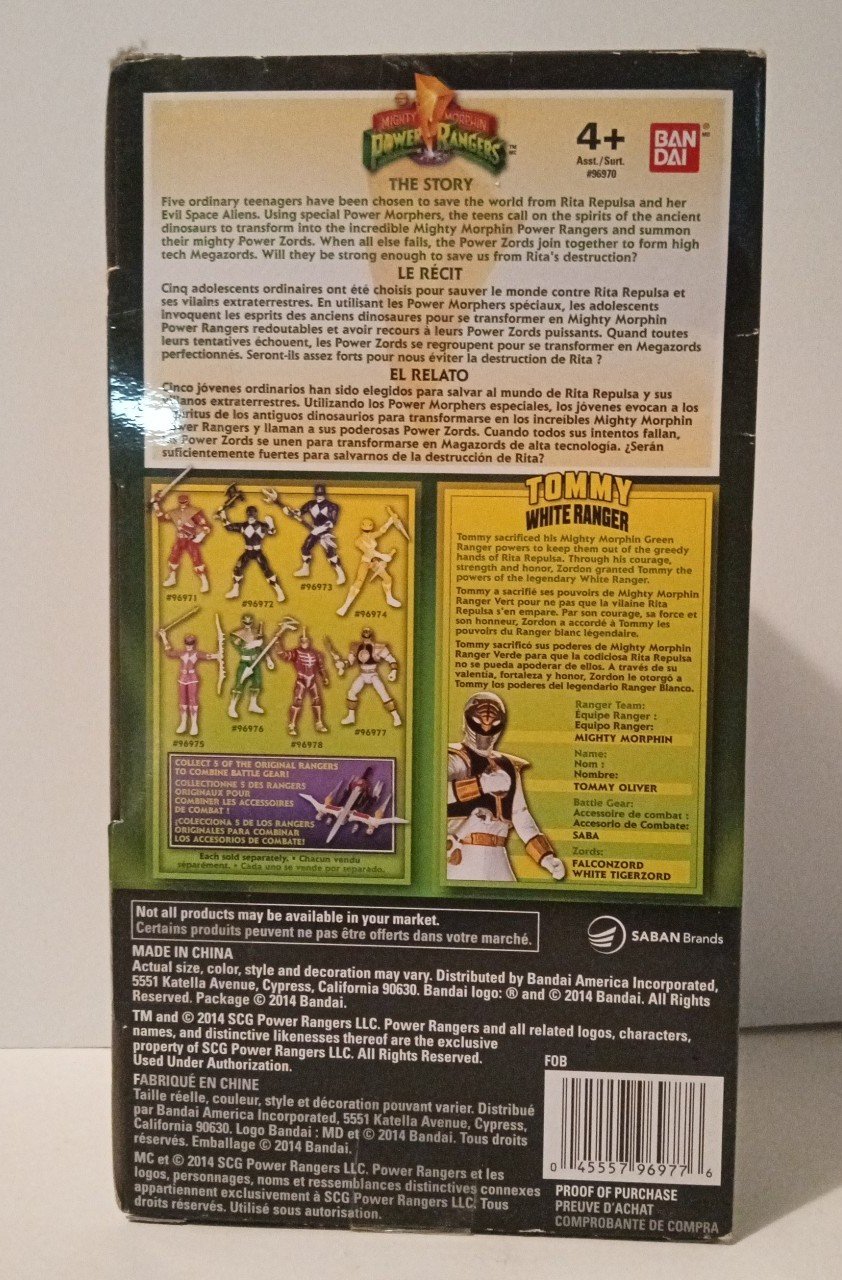 MIGHTY MORPHIN
POWER RANGERS
TM
MC
4+
Asst./Surt.
#96970
BAN
DAI
MD
THE STORY
Five ordinary teenagers have been chosen to save the world from Rita Repulsa and her
Evil Space Aliens. Using special Power Morphers, the teens call on the spirits of the ancient
dinosaurs to transform into the incredible Mighty Morphin Power Rangers and summon
their mighty Power Zords. When all else fails, the Power Zords join together to form high
tech Megazords. Will they be strong enough to save us from Rita's destruction?
LE RÉCIT
Cinq adolescents ordinaires ont été choisis pour sauver le monde contre Rita Repulsa et
ses vilains extraterrestres. En utilisant les Power Morphers spéciaux, les adolescents
invoquent les esprits des anciens dinosaures pour se transformer en Mighty Morphin
Power Rangers redoutables et avoir recours à leurs Power Zords puissants. Quand toutes
leurs tentatives échouent, les Power Zords se regroupent pour se transformer en Megazords
perfectionnés. Seront-ils assez forts pour nous éviter la destruction de Rita ?
EL RELATO
Cinco jóvenes ordinarios han sido elegidos para salvar al mundo de Rita Repulsa y sus
villanos extraterrestres. Utilizando los Power Morphers especiales, los jóvenes evocan a los
espíritus de los antiguos dinosaurios para transformarse en los increíbles Mighty Morphin
Power Rangers y llaman a sus poderosas Power Zords. Cuando todos sus intentos fallan,
Power Zords se unen para transformarse en Magazords de alta tecnología. ¿Serán
suficientemente fuertes para salvarnos de la destrucción de Rita?
#96971
#96972
#96973
#96974
#96975
#96976
#96978
#96977
COLLECT 5 OF THE ORIGINAL RANGERS
TO COMBINE BATTLE GEAR!
COLLECTIONNE 5 DES RANGERS
ORIGINAUX POUR
COMBINER LES ACCESSOIRES
DE COMBAT !
¡COLECCIONA 5 DE LOS RANGERS
ORIGINALES PARA COMBINAR
LOS ACCESORIOS DE COMBATE!
Each sold separately. • Chacun vendu
séparément. • Cada uno se vende por separado.
TOMMY
WHITE RANGER
Tommy sacrificed his Mighty Morphin Green
Ranger powers to keep them out of the greedy
hands of Rita Repulsa. Through his courage,
strength and honor, Zordon granted Tommy the
powers of the legendary White Ranger.
Tommy a sacrifié ses pouvoirs de Mighty Morphin
Ranger Vert pour ne pas que la vilaine Rita
Repulsa s'en empare. Par son courage, sa force et
son honneur, Zordon a accordé à Tommy les
pouvoirs du Ranger blanc légendaire.
Tommy sacrificó sus poderes de Mighty Morphin
Ranger Verde para que la codiciosa Rita Repulsa
no se pueda apoderar de ellos. A través de su
valentía, fortaleza y honor, Zordon le otorgó a
Tommy los poderes del legendario Ranger Blanco.
Ranger Team:
Équipe Ranger :
Equipo Ranger:
MIGHTY MORPHIN
Name:
Nom :
Nombre:
TOMMY OLIVER
Battle Gear:
Accessoire de combat :
Accesorio de Combate:
SABA
Zords:
FALCONZORD
WHITE TIGERZORD
Not all products may be available in your market.
Certains produits peuvent ne pas être offerts dans votre marché.
SABAN Brands
MADE IN CHINA
Actual size, color, style and decoration may vary. Distributed by Bandai America Incorporated,
5551 Katella Avenue, Cypress, California 90630. Bandai logo: ® and © 2014 Bandai. All Rights
Reserved. Package © 2014 Bandai.
TM and © 2014 SCG Power Rangers LLC. Power Rangers and all related logos, characters,
names, and distinctive likenesses thereof are the exclusive
property of SCG Power Rangers LLC. All Rights Reserved.
Used Under Authorization.
FABRIQUÉ EN CHINE
Taille réelle, couleur, style et décoration pouvant varier. Distribué
par Bandai America Incorporated, 5551 Katella Avenue, Cypress,
California 90630. Logo Bandai : MD et © 2014 Bandai. Tous droits
réservés. Emballage © 2014 Bandai.
MC et © 2014 SCG Power Rangers LLC. Power Rangers et les
logos, personnages, noms et ressemblances distinctives connexes
appartiennent exclusivement à SCG Power Rangers LLC. Tous
droits réservés. Utilisé sous autorisation.
FOB
0 45557 96977 6
PROOF OF PURCHASE
PREUVE D'ACHAT
COMPROBANTE DE COMPRA